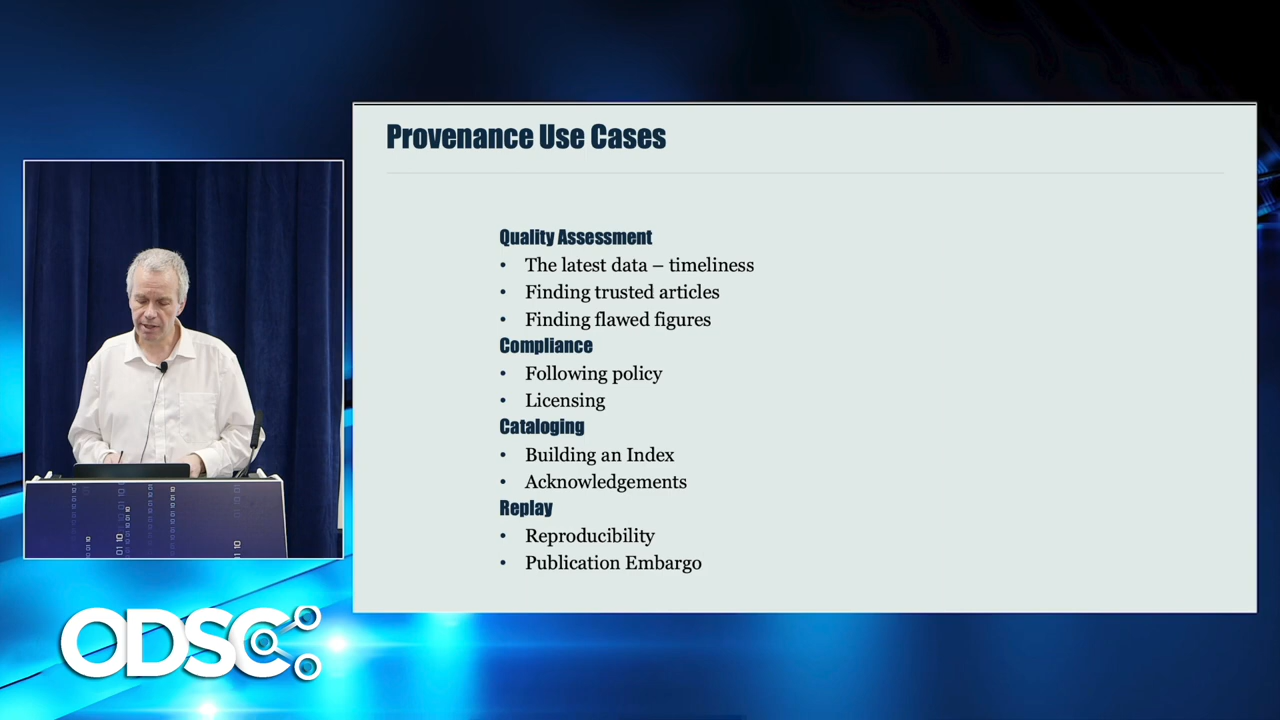 Provenance Use Cases
Quality Assessment
• The latest data – timeliness
• Finding trusted articles
• Finding flawed figures
Compliance
• Following policy
• Licensing
Cataloging
• Building an Index
• Acknowledgements
Replay
• Reproducibility
• Publication Embargo
ODSC